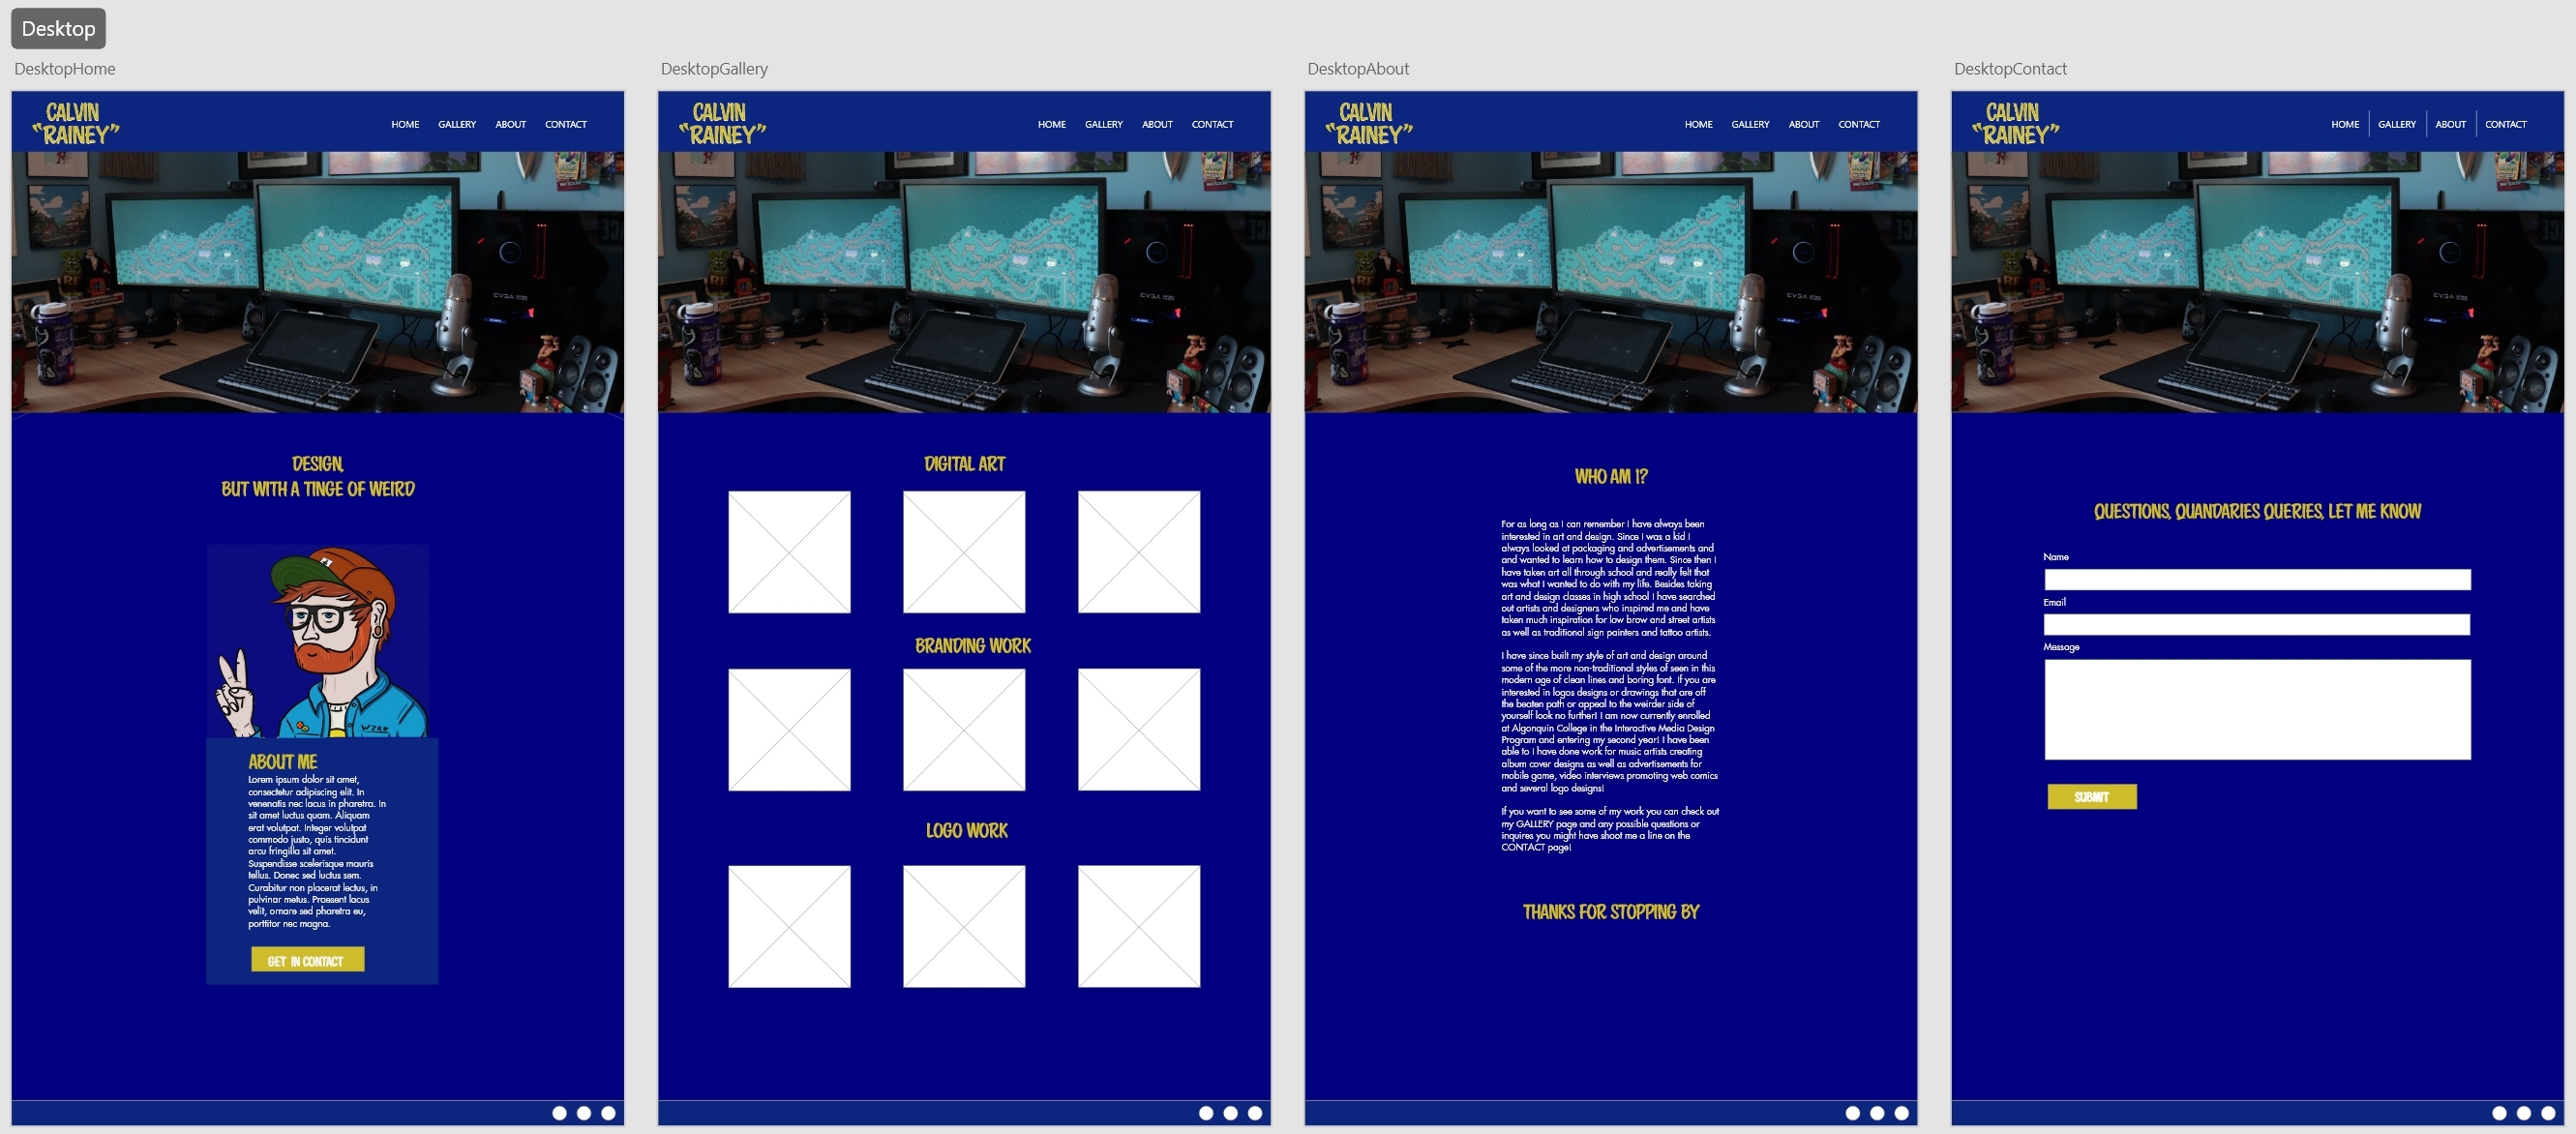 Desktop
DesktopHome
CALVIN
“RAINEY”
HOME GALLERY ABOUT CONTACT
DESIGN,
BUT WITH A TINGE OF WEIRD
ABOUT ME
Lorem ipsum dolor sit amet,
consectetur adipiscing elit. In
venenatis nec lacus in pharetra. In
sit amet luctus quam. Aliquam
erat volutpat. Integer volutpat
commodo justo, quis tincidunt
arcu fringilla sit amet.
Suspendisse scelerisque mauris
tellus. Donec sed luctus sem.
Curabitur non placerat lectus, in
pulvinar metus. Praesent lacus
velit, ornare sed pharetra eu,
porttitor nec magna.
GET IN CONTACT
DesktopGallery
CALVIN
“RAINEY”
HOME GALLERY ABOUT CONTACT
DIGITAL ART
BRANDING WORK
LOGO WORK
DesktopAbout
CALVIN
“RAINEY”
HOME GALLERY ABOUT CONTACT
WHO AM I?
For as long as I can remember I have always been
interested in art and design. Since I was a kid I
always looked at packaging and advertisements and
and wanted to learn how to design them. Since then I
have taken art all through school and really felt that
was what I wanted to do with my life. Besides taking
art and design classes in high school I have searched
out artists and designers who inspired me and have
taken much inspiration for low brow and street artists
as well as traditional sign painters and tattoo artists.
I have since built my style of art and design around
some of the more non-traditional styles of seen in this
modern age of clean lines and boring font. If you are
interested in logos designs or drawings that are off
the beaten path or appeal to the weirder side of
yourself look no further! I am now currently enrolled
at Algonquin College in the Interactive Media Design
Program and entering my second year! I have been
able to I have done work for music artists creating
album cover designs as well as advertisements for
mobile game, video interviews promoting web comics
and several logo designs!
If you want to see some of my work you can check out
my GALLERY page and any possible questions or
inquires you might have shoot me a line on the
CONTACT page!
THANKS FOR STOPPING BY
DesktopContact
CALVIN
“RAINEY”
HOME GALLERY ABOUT CONTACT
QUESTIONS, QUANDARIES QUERIES, LET ME KNOW
Name
Email
Message
SUBMIT